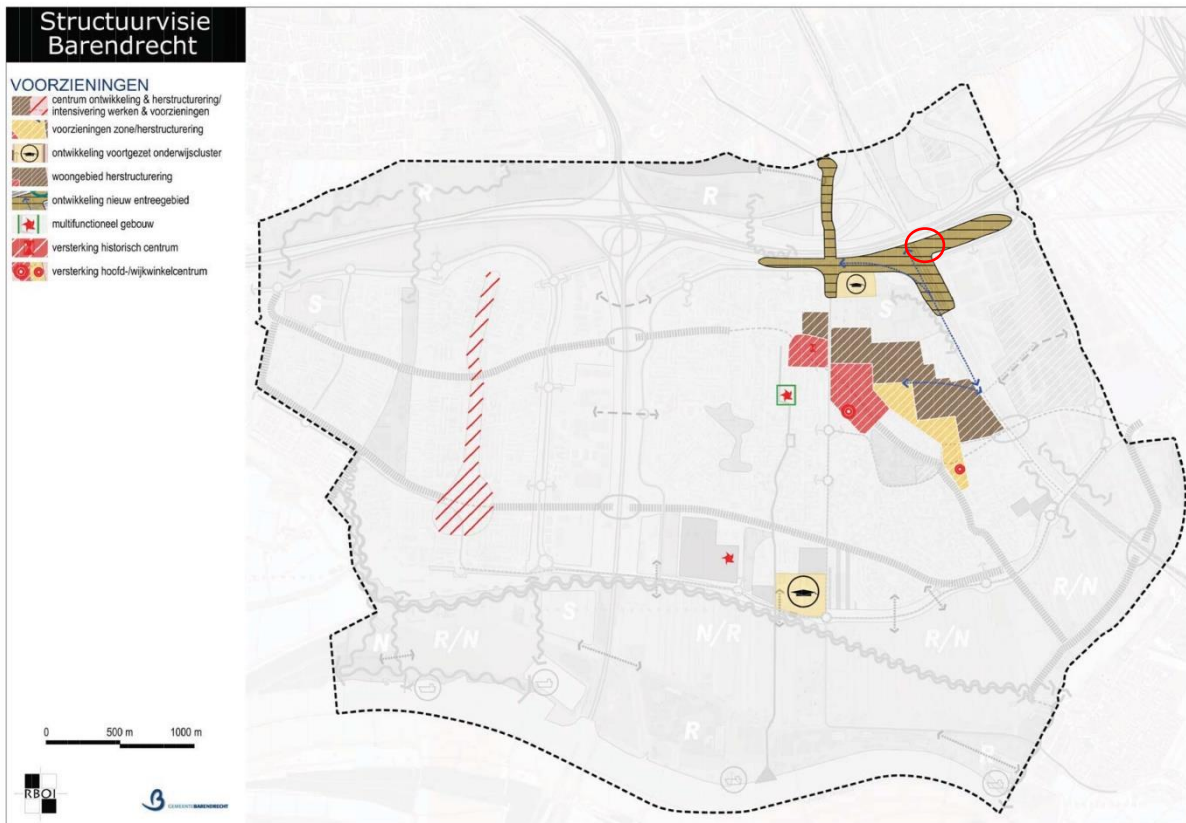 Structuurvisie
Barendrecht
VOORZIENINGEN
centrum ontwikkeling & herstructurering/
intensivering werken & voorzieningen
voorzieningen zone/herstructurering
ontwikkeling voortgezet onderwijscluster
woongebied herstructurering
ontwikkeling nieuw entreegebied
multifunctioneel gebouw
versterking historisch centrum
versterking hoofd-/wijkwinkelcentrum
R
R
S
S
S
N
R/N
N/R
R/N
R/N
R
R
0 500 m 1000 m
RBOI
GEMEENTEBARENDRECHT